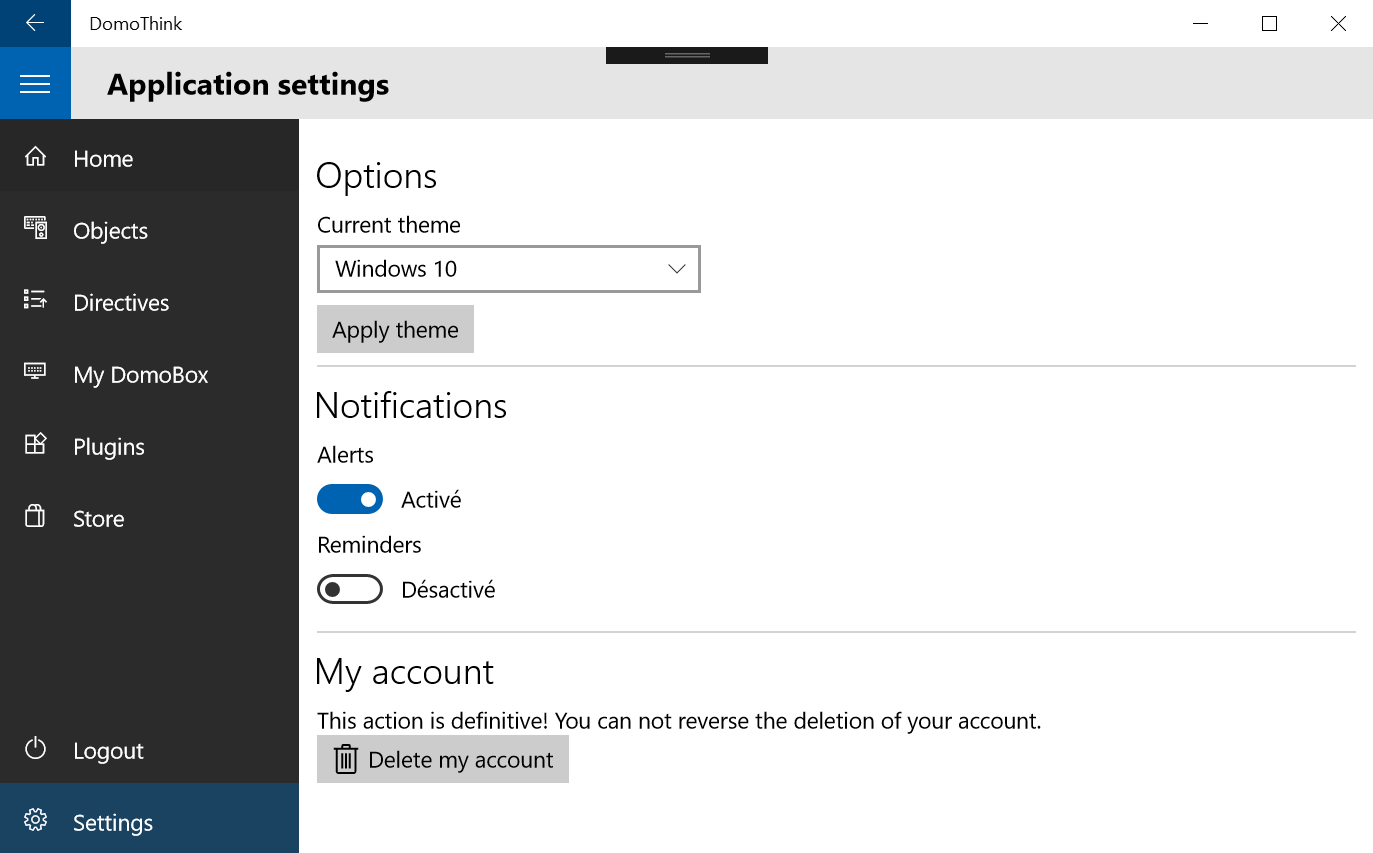 DomoThink
Application settings
Home
Objects
Directives
My DomoBox
Plugins
Store
Logout
Settings
Options
Current theme
Windows 10
Apply theme
Notifications
Alerts
Activé
Reminders
Désactivé
My account
This action is definitive! You can not reverse the deletion of your account.
Delete my account